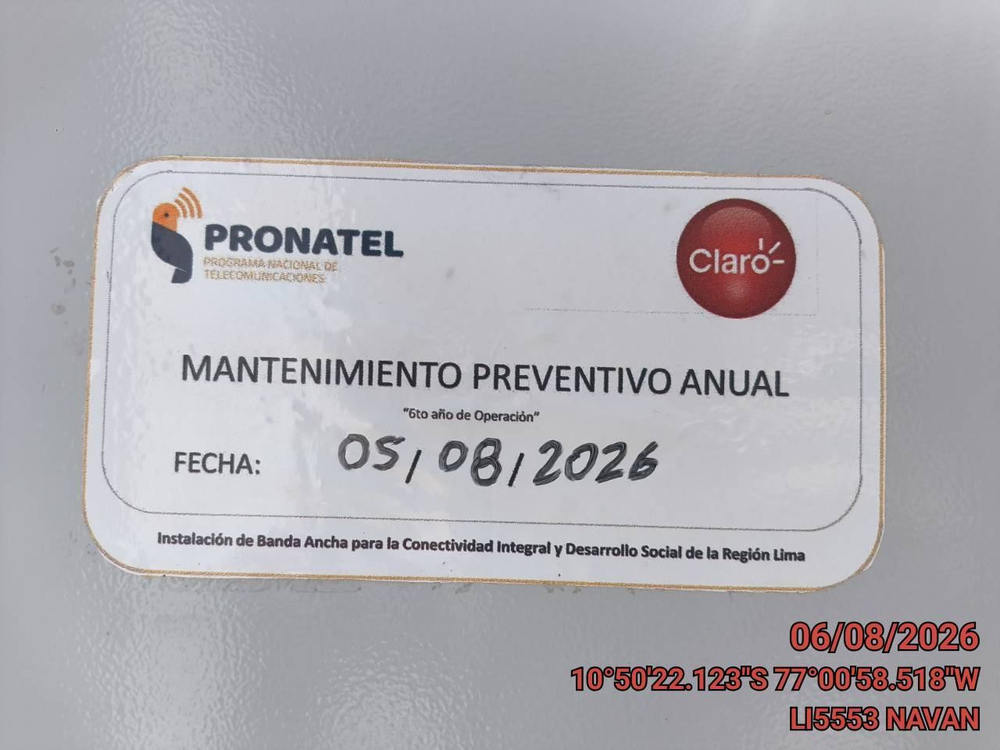 PRONATEL
PROGRAMA NACIONAL DE
TELECOMUNICACIONES
Claro
MANTENIMIENTO PREVENTIVO ANUAL
"6to año de Operación"
FECHA: 05/08/2026
Instalación de Banda Ancha para la Conectividad Integral y Desarrollo Social de la Región Lima
06/08/2026
10°50'22.123"S 77°00'58.518"W
LI5553 NAVAN